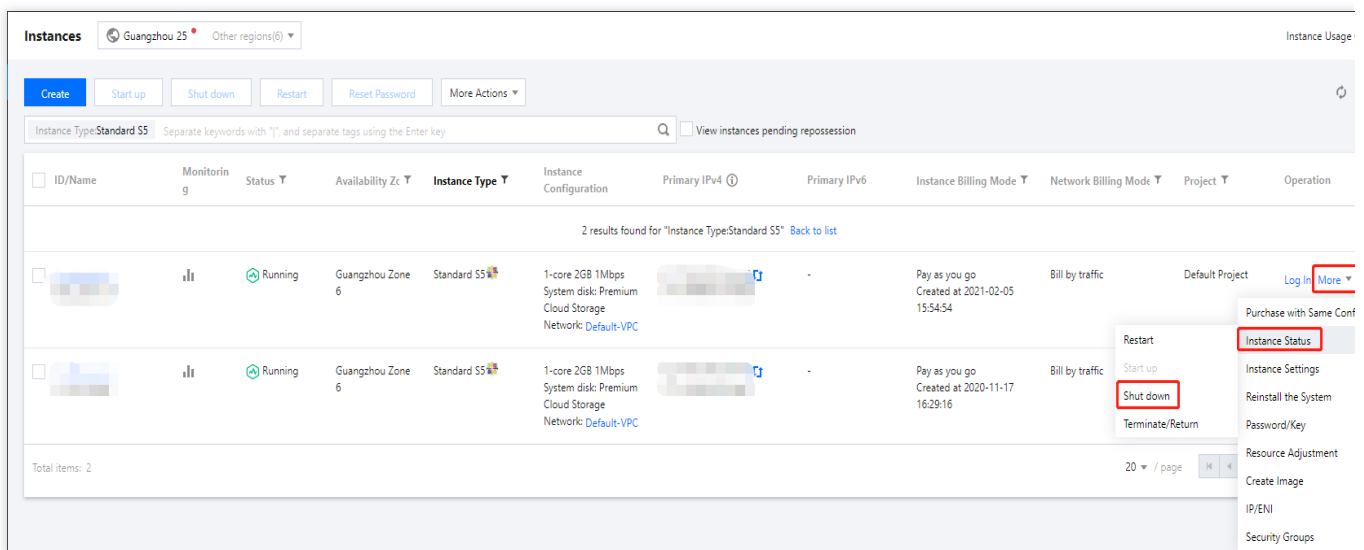 Instances
Guangzhou 25 Other regions(6)
Instance Usage
Create Start up Shut down Restart Reset Password More Actions
Instance Type:Standard S5 Separate keywords with "|", and separate tags using the Enter key
View instances pending repossession
ID/Name Monitorin
g Status Availability Zc Instance Type Instance
Configuration Primary IPv4 Primary IPv6 Instance Billing Mode Network Billing Mode Project Operation
2 results found for "Instance Type:Standard S5" Back to list
Running Guangzhou Zone
6
Standard S5
1-core 2GB 1Mbps
System disk: Premium
Cloud Storage
Network: Default-VPC
-
Pay as you go
Created at 2021-02-05
15:54:54
Bill by traffic
Default Project
Log In More
Running Guangzhou Zone
6
Standard S5
1-core 2GB 1Mbps
System disk: Premium
Cloud Storage
Network: Default-VPC
-
Pay as you go
Created at 2020-11-17
16:29:16
Bill by traffic
Restart
Start up
Shut down
Terminate/Return
Purchase with Same Conf
Instance Status
Instance Settings
Reinstall the System
Password/Key
Resource Adjustment
Create Image
IP/ENI
Security Groups
Total items: 2
20 / page